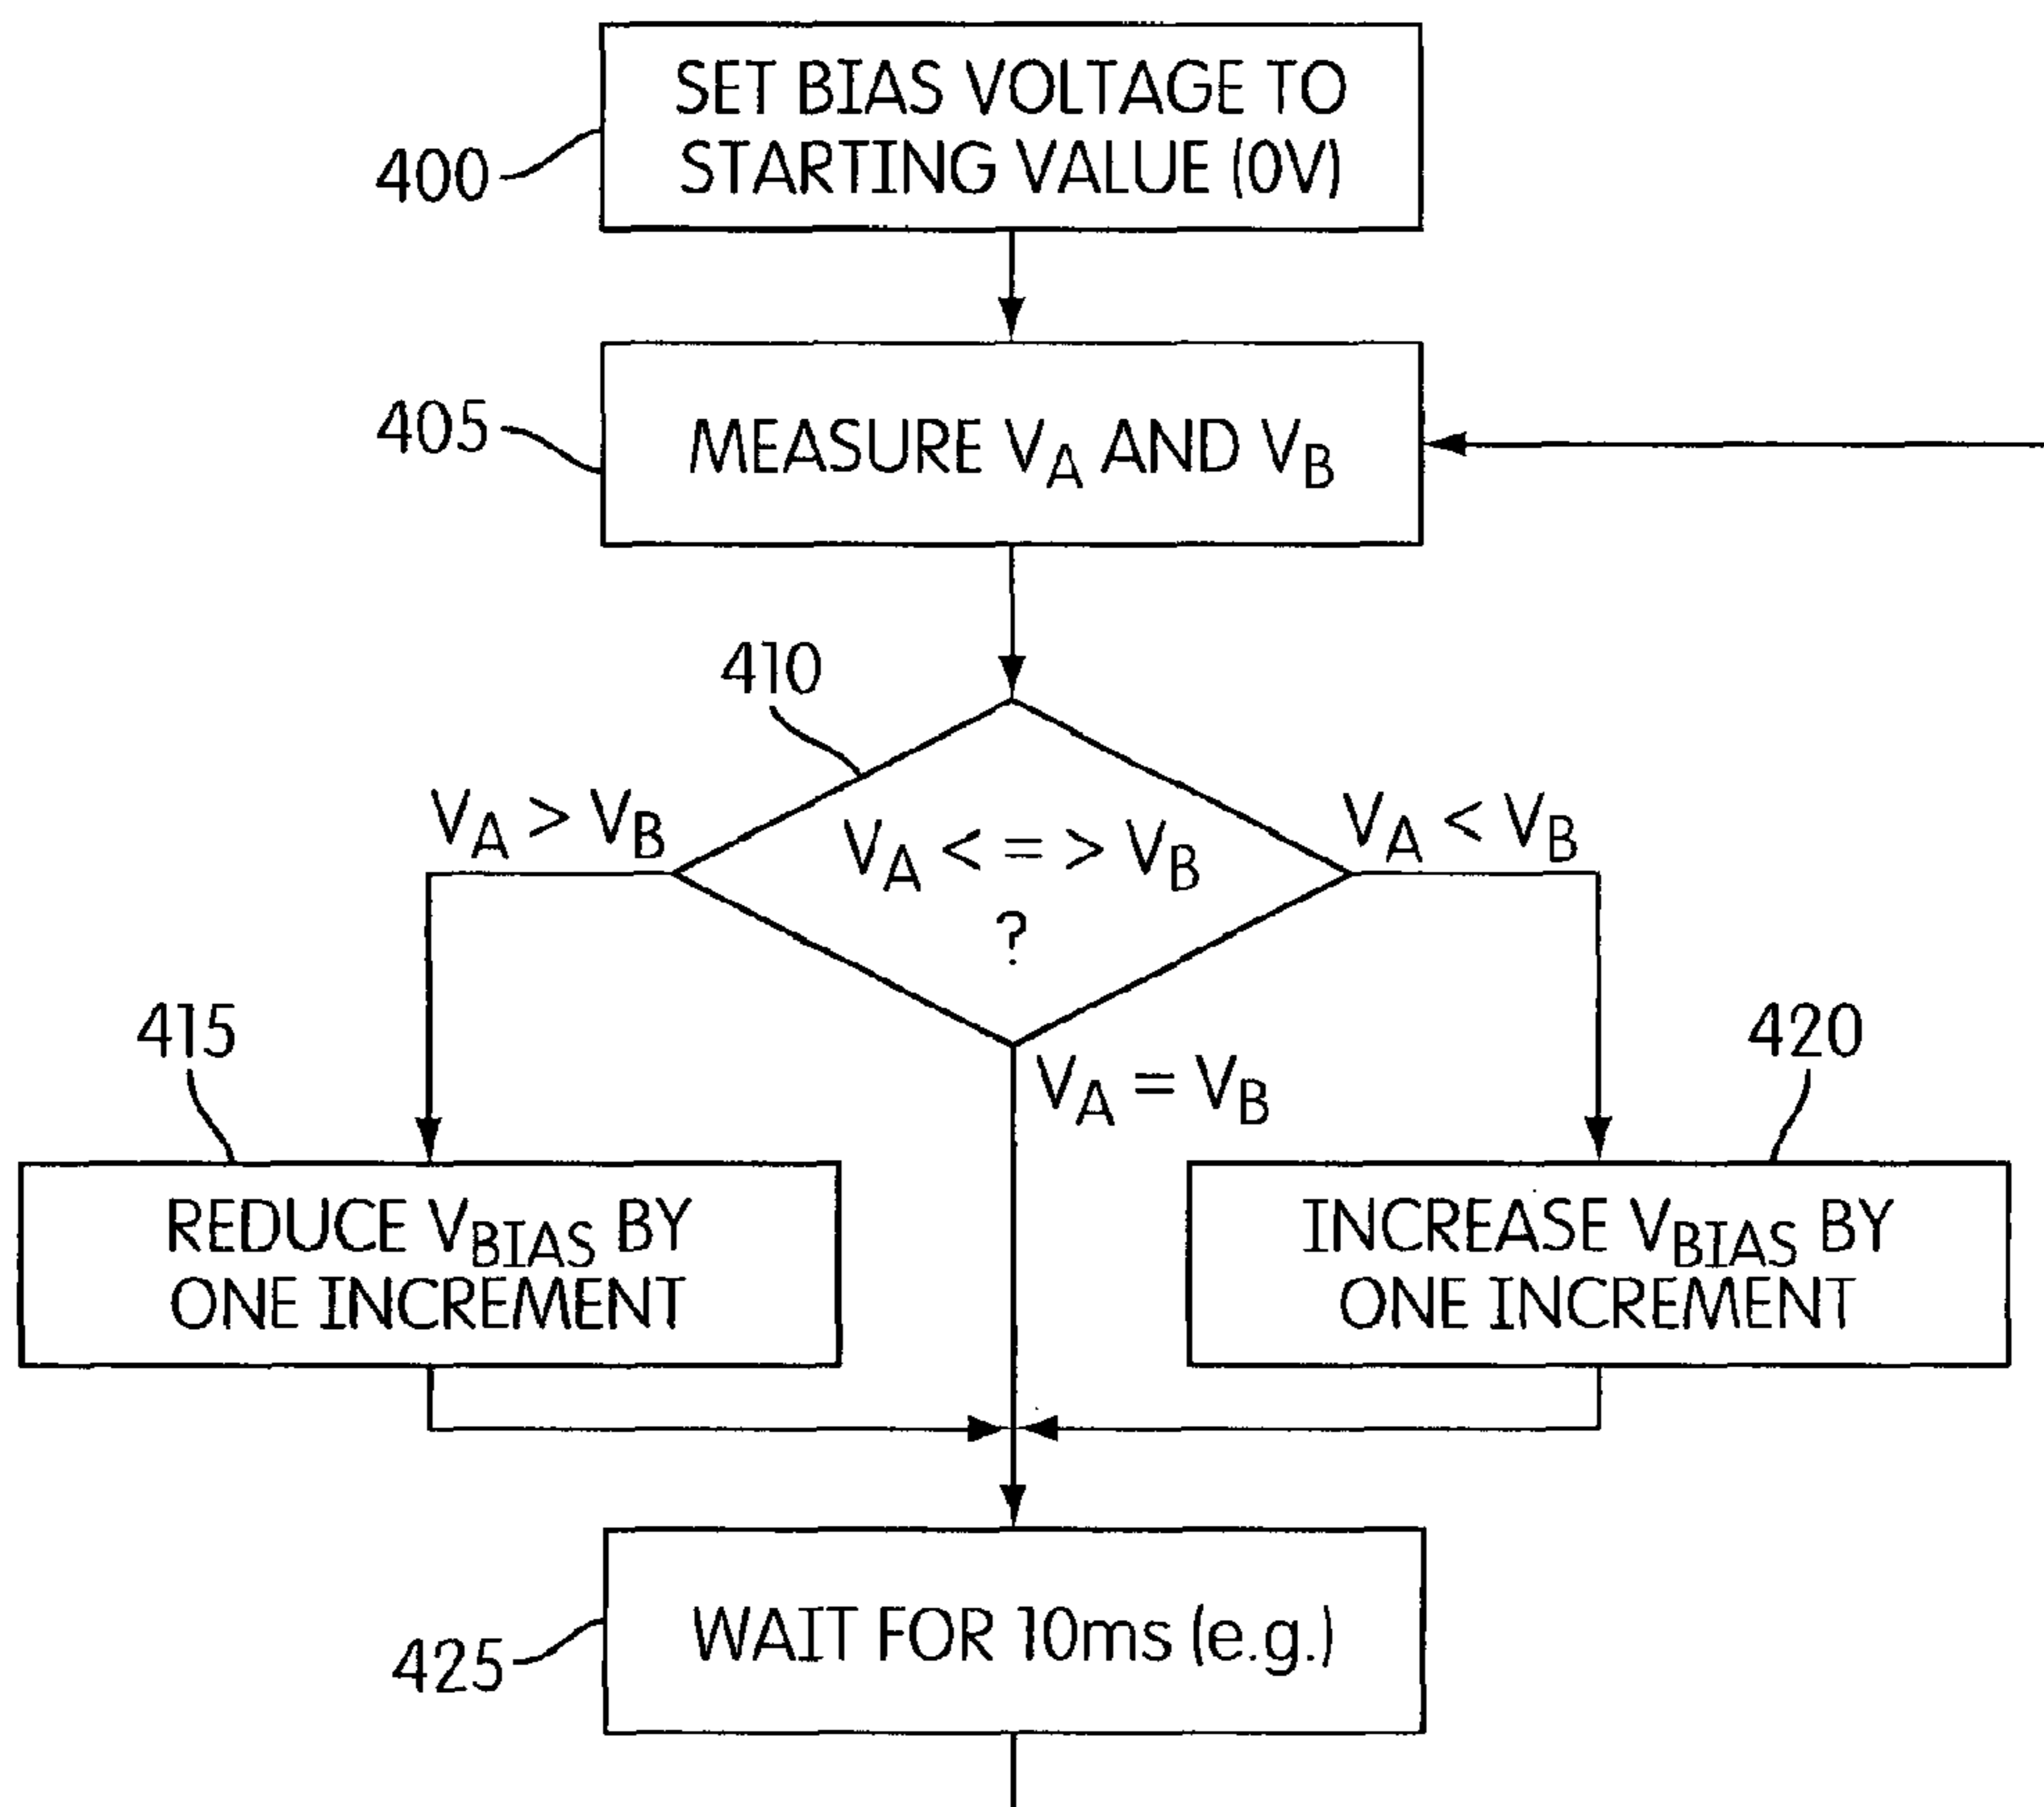 SET BIAS VOLTAGE TO
STARTING VALUE (0V)
400
405
MEASURE VA AND VB
410
VA > VB
VA < = > VB
?
VA < VB
415
VA = VB
420
REDUCE VBIAS BY
ONE INCREMENT
INCREASE VBIAS BY
ONE INCREMENT
425
WAIT FOR 10ms (e.g.)